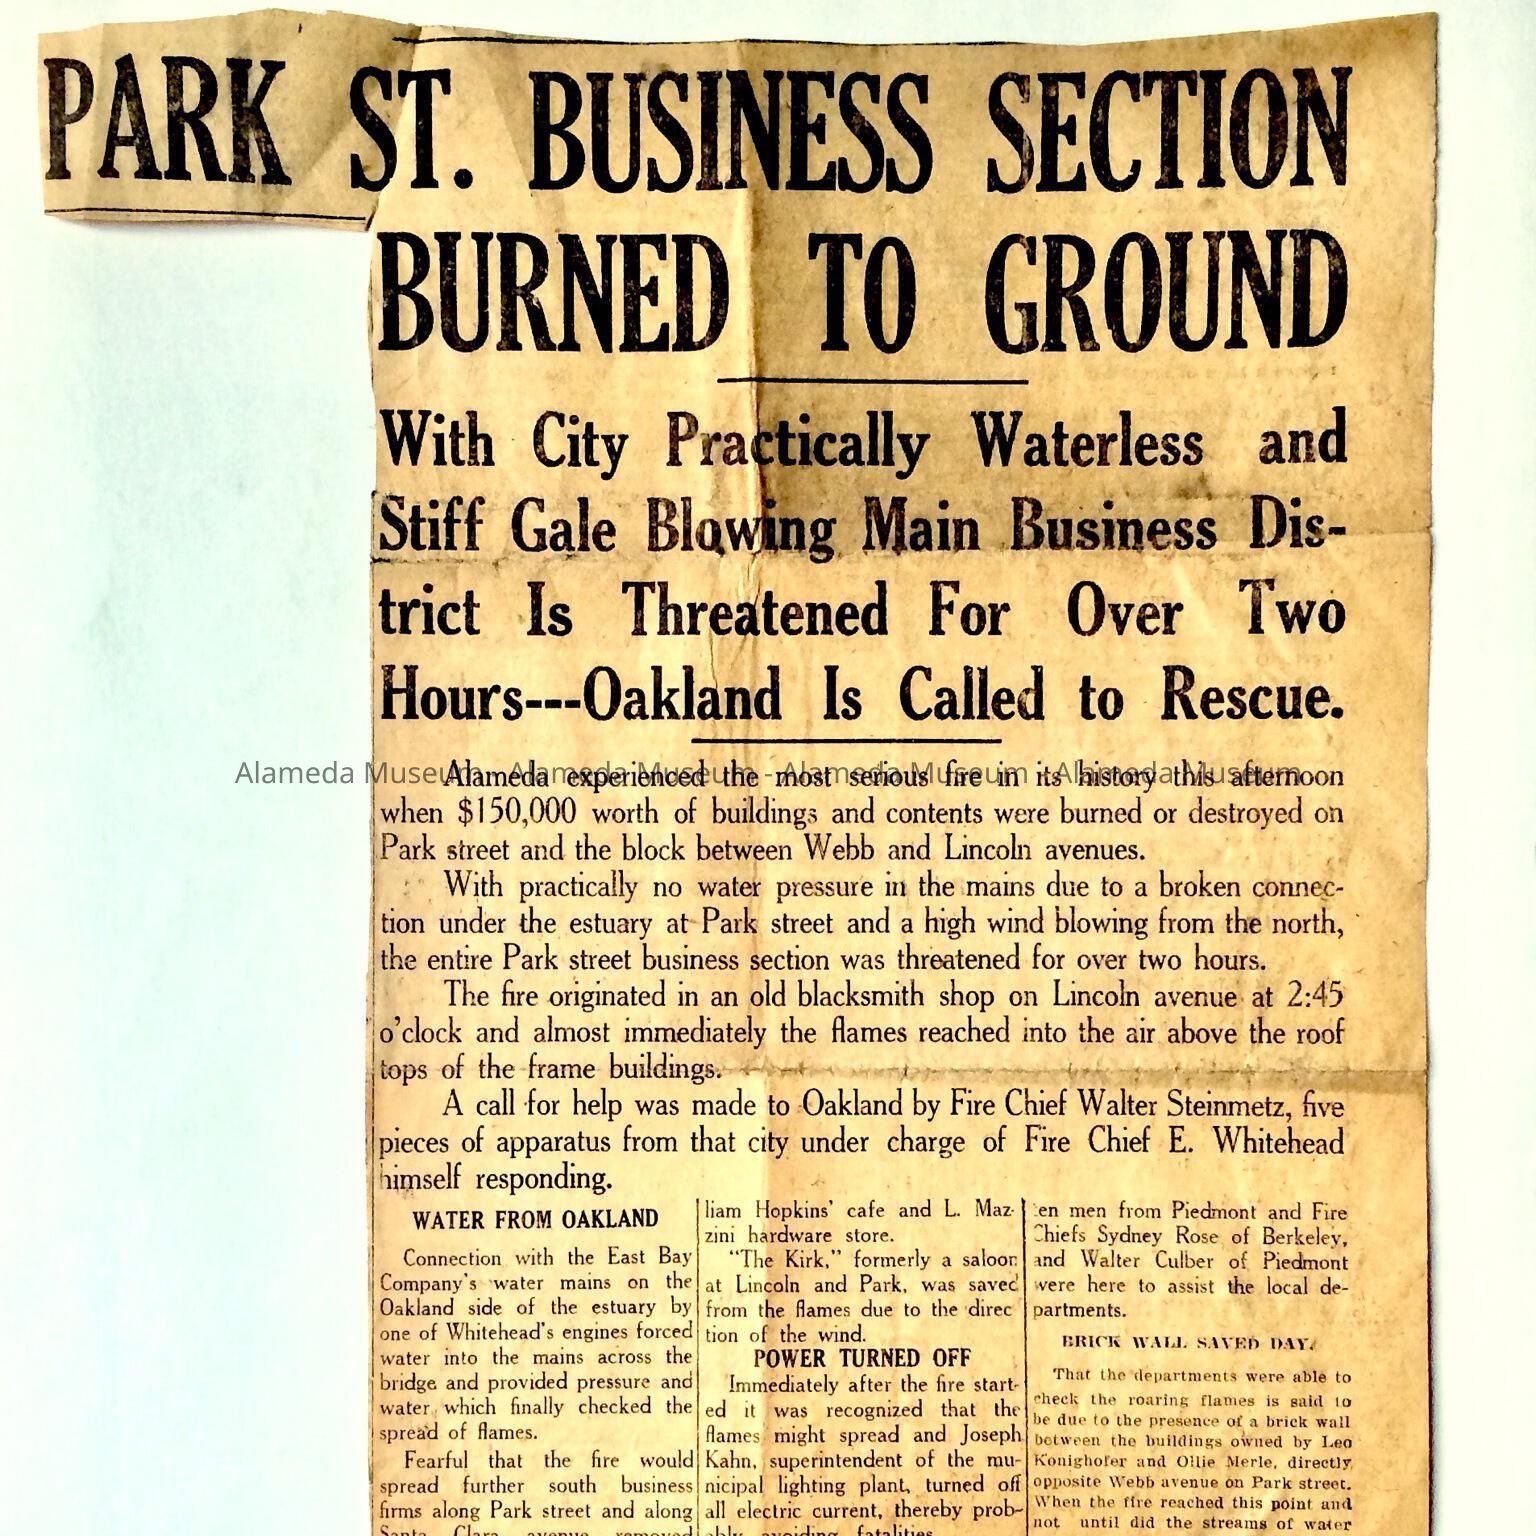 PARK ST. BUSINESS SECTION
BURNED TO GROUND
With City Practically Waterless and
Stiff Gale Blowing Main Business Dis-
trict Is Threatened For Over Two
Hours---Oakland Is Called to Rescue.
Alameda Museum - Alameda Museum - Alameda Museum - Alameda Museum
Alameda experienced the most serious fire in its history this afternoon
when $150,000 worth of buildings and contents were burned or destroyed on
Park street and the block between Webb and Lincoln avenues.
With practically no water pressure in the mains due to a broken connec-
tion under the estuary at Park street and a high wind blowing from the north,
the entire Park street business section was threatened for over two hours.
The fire originated in an old blacksmith shop on Lincoln avenue at 2:45
o'clock and almost immediately the flames reached into the air above the roof
tops of the frame buildings.
A call for help was made to Oakland by Fire Chief Walter Steinmetz, five
pieces of apparatus from that city under charge of Fire Chief E. Whitehead
himself responding.
WATER FROM OAKLAND
Connection with the East Bay
Company's water mains on the
Oakland side of the estuary by
one of Whitehead's engines forced
water into the mains across the
bridge and provided pressure and
water which finally checked the
spread of flames.
Fearful that the fire would
spread further south business
firms along Park street and along
Santa Clara avenue removed
liam Hopkins' cafe and L. Maz-
zini hardware store.
"The Kirk," formerly a saloon
at Lincoln and Park, was saved
from the flames due to the direc
tion of the wind.
POWER TURNED OFF
Immediately after the fire start-
ed it was recognized that the
flames might spread and Joseph
Kahn, superintendent of the mu-
nicipal lighting plant, turned off
all electric current, thereby prob-
ably avoiding fatalities.
en men from Piedmont and Fire
Chiefs Sydney Rose of Berkeley,
and Walter Culber of Piedmont
were here to assist the local de-
partments.
BRICK WALL SAVED DAY.
That the departments were able to
check the roaring flames is said to
be due to the presence of a brick wall
between the buildings owned by Leo
Konighofer and Ollie Merle, directly
opposite Webb avenue on Park street.
When the fire reached this point and
not until did the streams of water